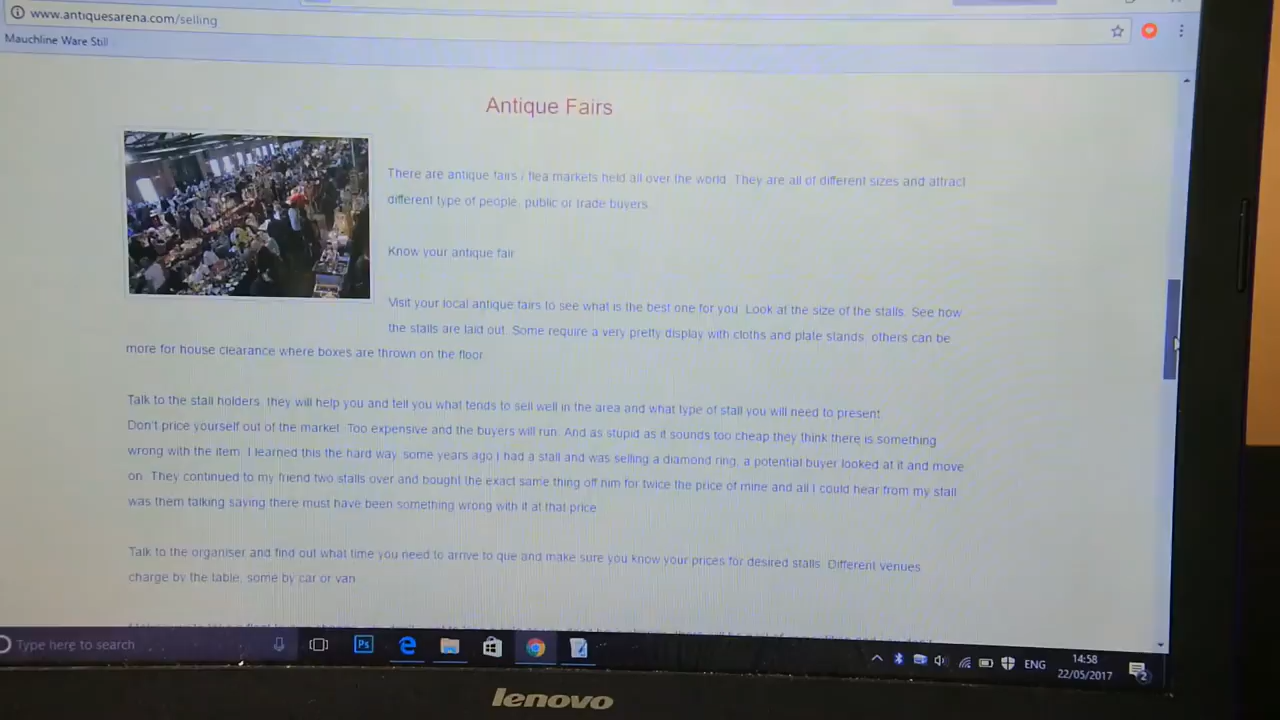 www.antiquesarena.com/selling
Mauchline Ware Still
Antique Fairs
There are antique fairs / flea markets held all over the world. They are all of different sizes and attract
different type of people, public or trade buyers.
Know your antique fair
Visit your local antique fairs to see what is the best one for you. Look at the size of the stalls. See how
the stalls are laid out. Some require a very pretty display with cloths and plate stands, others can be
more for house clearance where boxes are thrown on the floor.
Talk to the stall holders, they will help you and tell you what tends to sell well in the area and what type of stall you will need to present.
Don't price yourself out of the market. Too expensive and the buyers will run. And as stupid as it sounds too cheap they think there is something
wrong with the item. I learned this the hard way, some years ago I had a stall and was selling a diamond ring, a potential buyer looked at it and move
on. They continued to my friend two stalls over and bought the exact same thing off him for twice the price of mine and all I could hear from my stall
was them talking saying there must have been something wrong with it at that price.
Talk to the organiser and find out what time you need to arrive to que and make sure you know your prices for desired stalls. Different venues
charge by the table, some by car or van.
Type here to search
Ps
ENG
14:58
22/05/2017
2
lenovo